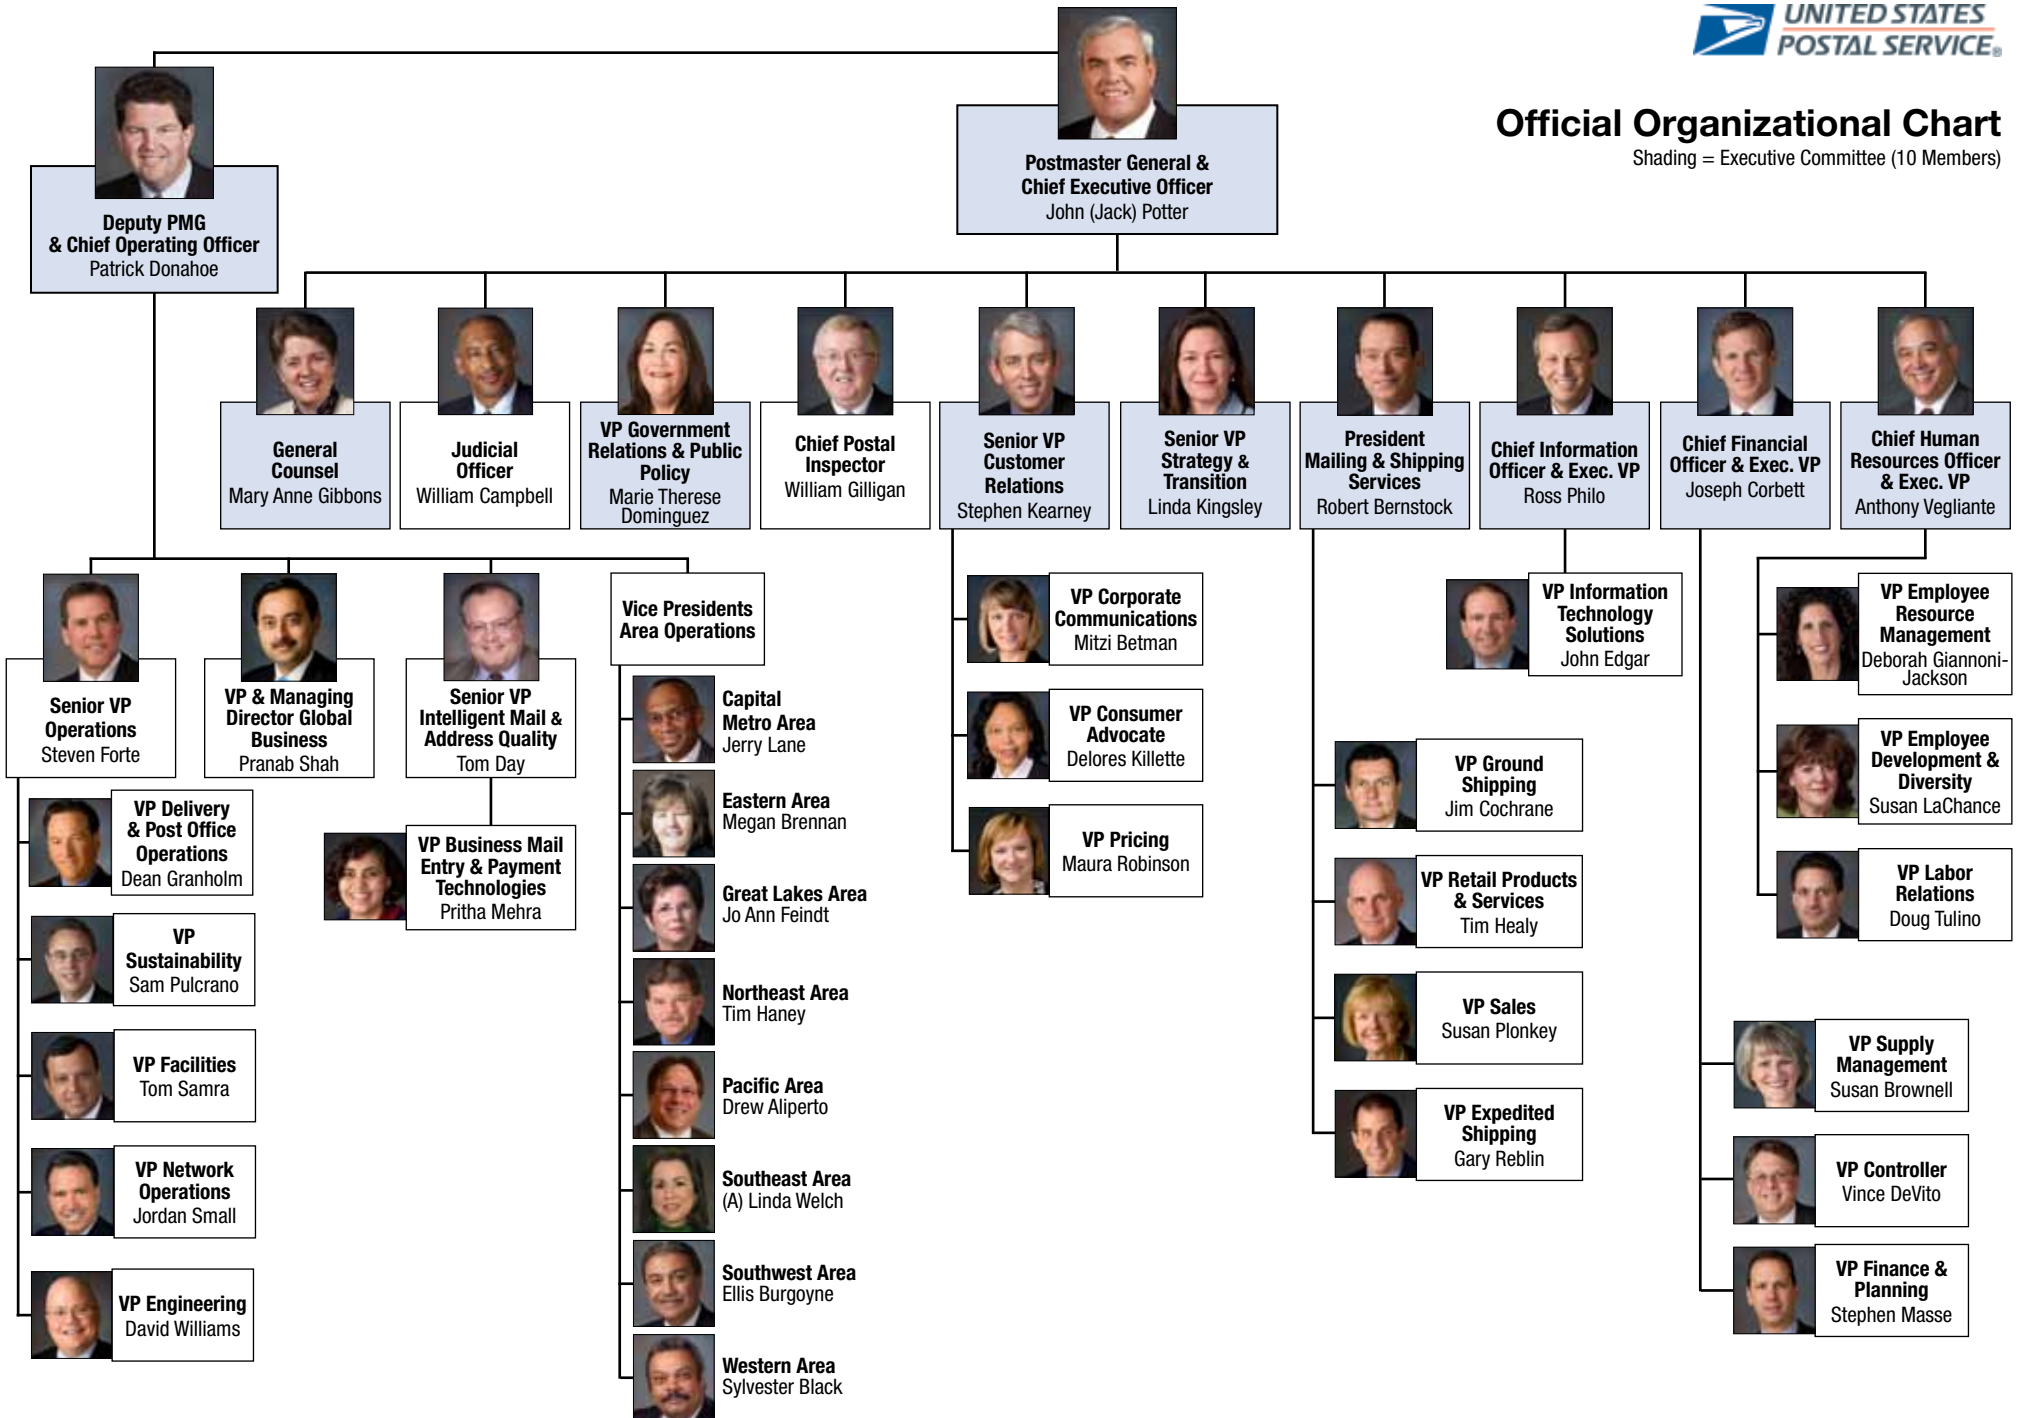 UNITED STATES
POSTAL SERVICE®
Official Organizational Chart
Shading = Executive Committee (10 Members)
Postmaster General &
Chief Executive Officer
John (Jack) Potter
Deputy PMG
& Chief Operating Officer
Patrick Donahoe
General
Counsel
Mary Anne Gibbons
Judicial
Officer
William Campbell
VP Government
Relations & Public
Policy
Marie Therese
Dominguez
Chief Postal
Inspector
William Gilligan
Senior VP
Customer
Relations
Stephen Kearney
Senior VP
Strategy &
Transition
Linda Kingsley
President
Mailing & Shipping
Services
Robert Bernstock
Chief Information
Officer & Exec. VP
Ross Philo
Chief Financial
Officer & Exec. VP
Joseph Corbett
Chief Human
Resources Officer
& Exec. VP
Anthony Vegliante
Senior VP
Operations
Steven Forte
VP & Managing
Director Global
Business
Pranab Shah
Senior VP
Intelligent Mail &
Address Quality
Tom Day
Vice Presidents
Area Operations
VP Delivery
& Post Office
Operations
Dean Granholm
VP
Sustainability
Sam Pulcrano
VP Facilities
Tom Samra
VP Network
Operations
Jordan Small
VP Engineering
David Williams
VP Business Mail
Entry & Payment
Technologies
Pritha Mehra
Capital
Metro Area
Jerry Lane
Eastern Area
Megan Brennan
Great Lakes Area
Jo Ann Feindt
Northeast Area
Tim Haney
Pacific Area
Drew Aliperto
Southeast Area
(A) Linda Welch
Southwest Area
Ellis Burgoyne
Western Area
Sylvester Black
VP Corporate
Communications
Mitzi Betman
VP Consumer
Advocate
Delores Killette
VP Pricing
Maura Robinson
VP Ground
Shipping
Jim Cochrane
VP Retail Products
& Services
Tim Healy
VP Sales
Susan Plonkey
VP Expedited
Shipping
Gary Reblin
VP Information
Technology
Solutions
John Edgar
VP Supply
Management
Susan Brownell
VP Controller
Vince DeVito
VP Finance &
Planning
Stephen Masse
VP Employee
Resource
Management
Deborah Giannoni-
Jackson
VP Employee
Development &
Diversity
Susan LaChance
VP Labor
Relations
Doug Tulino